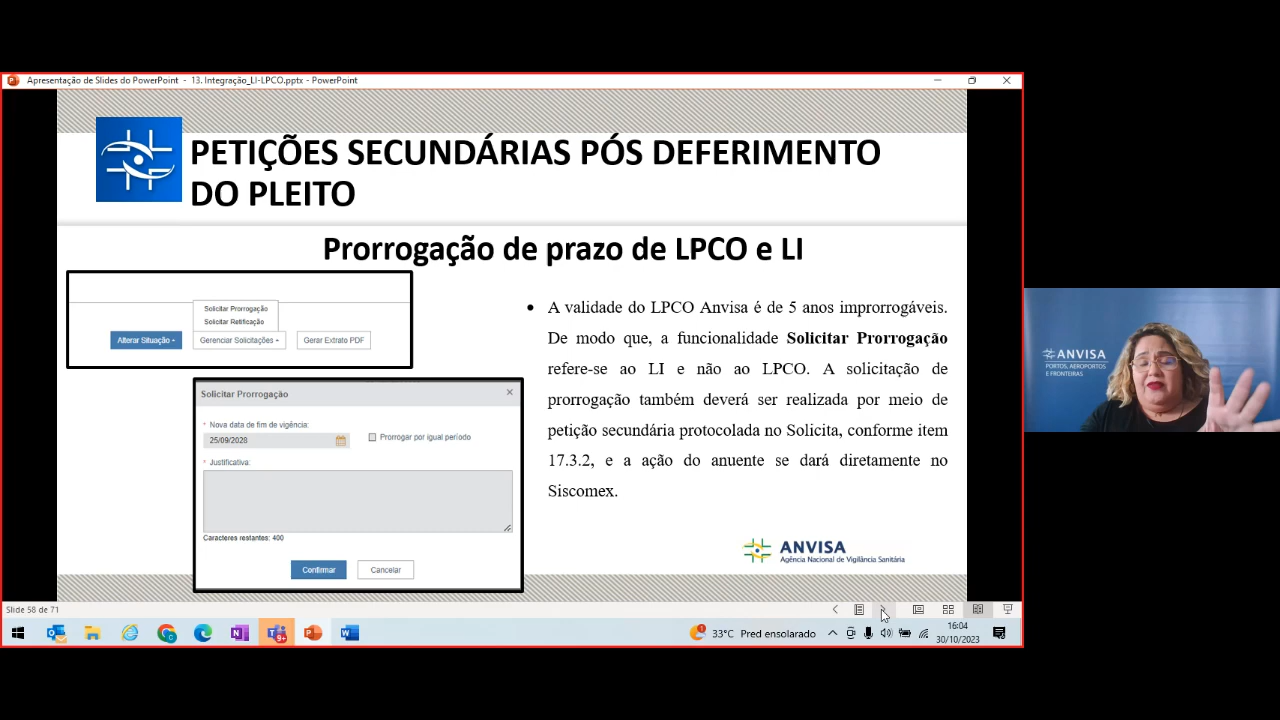 Apresentação de Slides do PowerPoint - 13. Integração_LI-LPCO.pptx - PowerPoint
PETIÇÕES SECUNDÁRIAS PÓS DEFERIMENTO
DO PLEITO
Prorrogação de prazo de LPCO e LI
Solicitar Prorrogação
Solicitar Retificação
Alterar Situação
Gerenciar Solicitações
Gerar Extrato PDF
Solicitar Prorrogação
* Nova data de fim de vigência:
25/09/2028
Prorrogar por igual período
* Justificativa:
Caracteres restantes: 400
Confirmar
Cancelar
• A validade do LPCO Anvisa é de 5 anos improrrogáveis.
De modo que, a funcionalidade Solicitar Prorrogação
refere-se ao LI e não ao LPCO. A solicitação de
prorrogação também deverá ser realizada por meio de
petição secundária protocolada no Solicita, conforme item
17.3.2, e a ação do anuente se dará diretamente no
Siscomex.
ANVISA
Agência Nacional de Vigilância Sanitária
ANVISA
PORTOS, AEROPORTOS
E FRONTEIRAS
Slide 58 de 71
33°C Pred ensolarado
16:04
30/10/2023